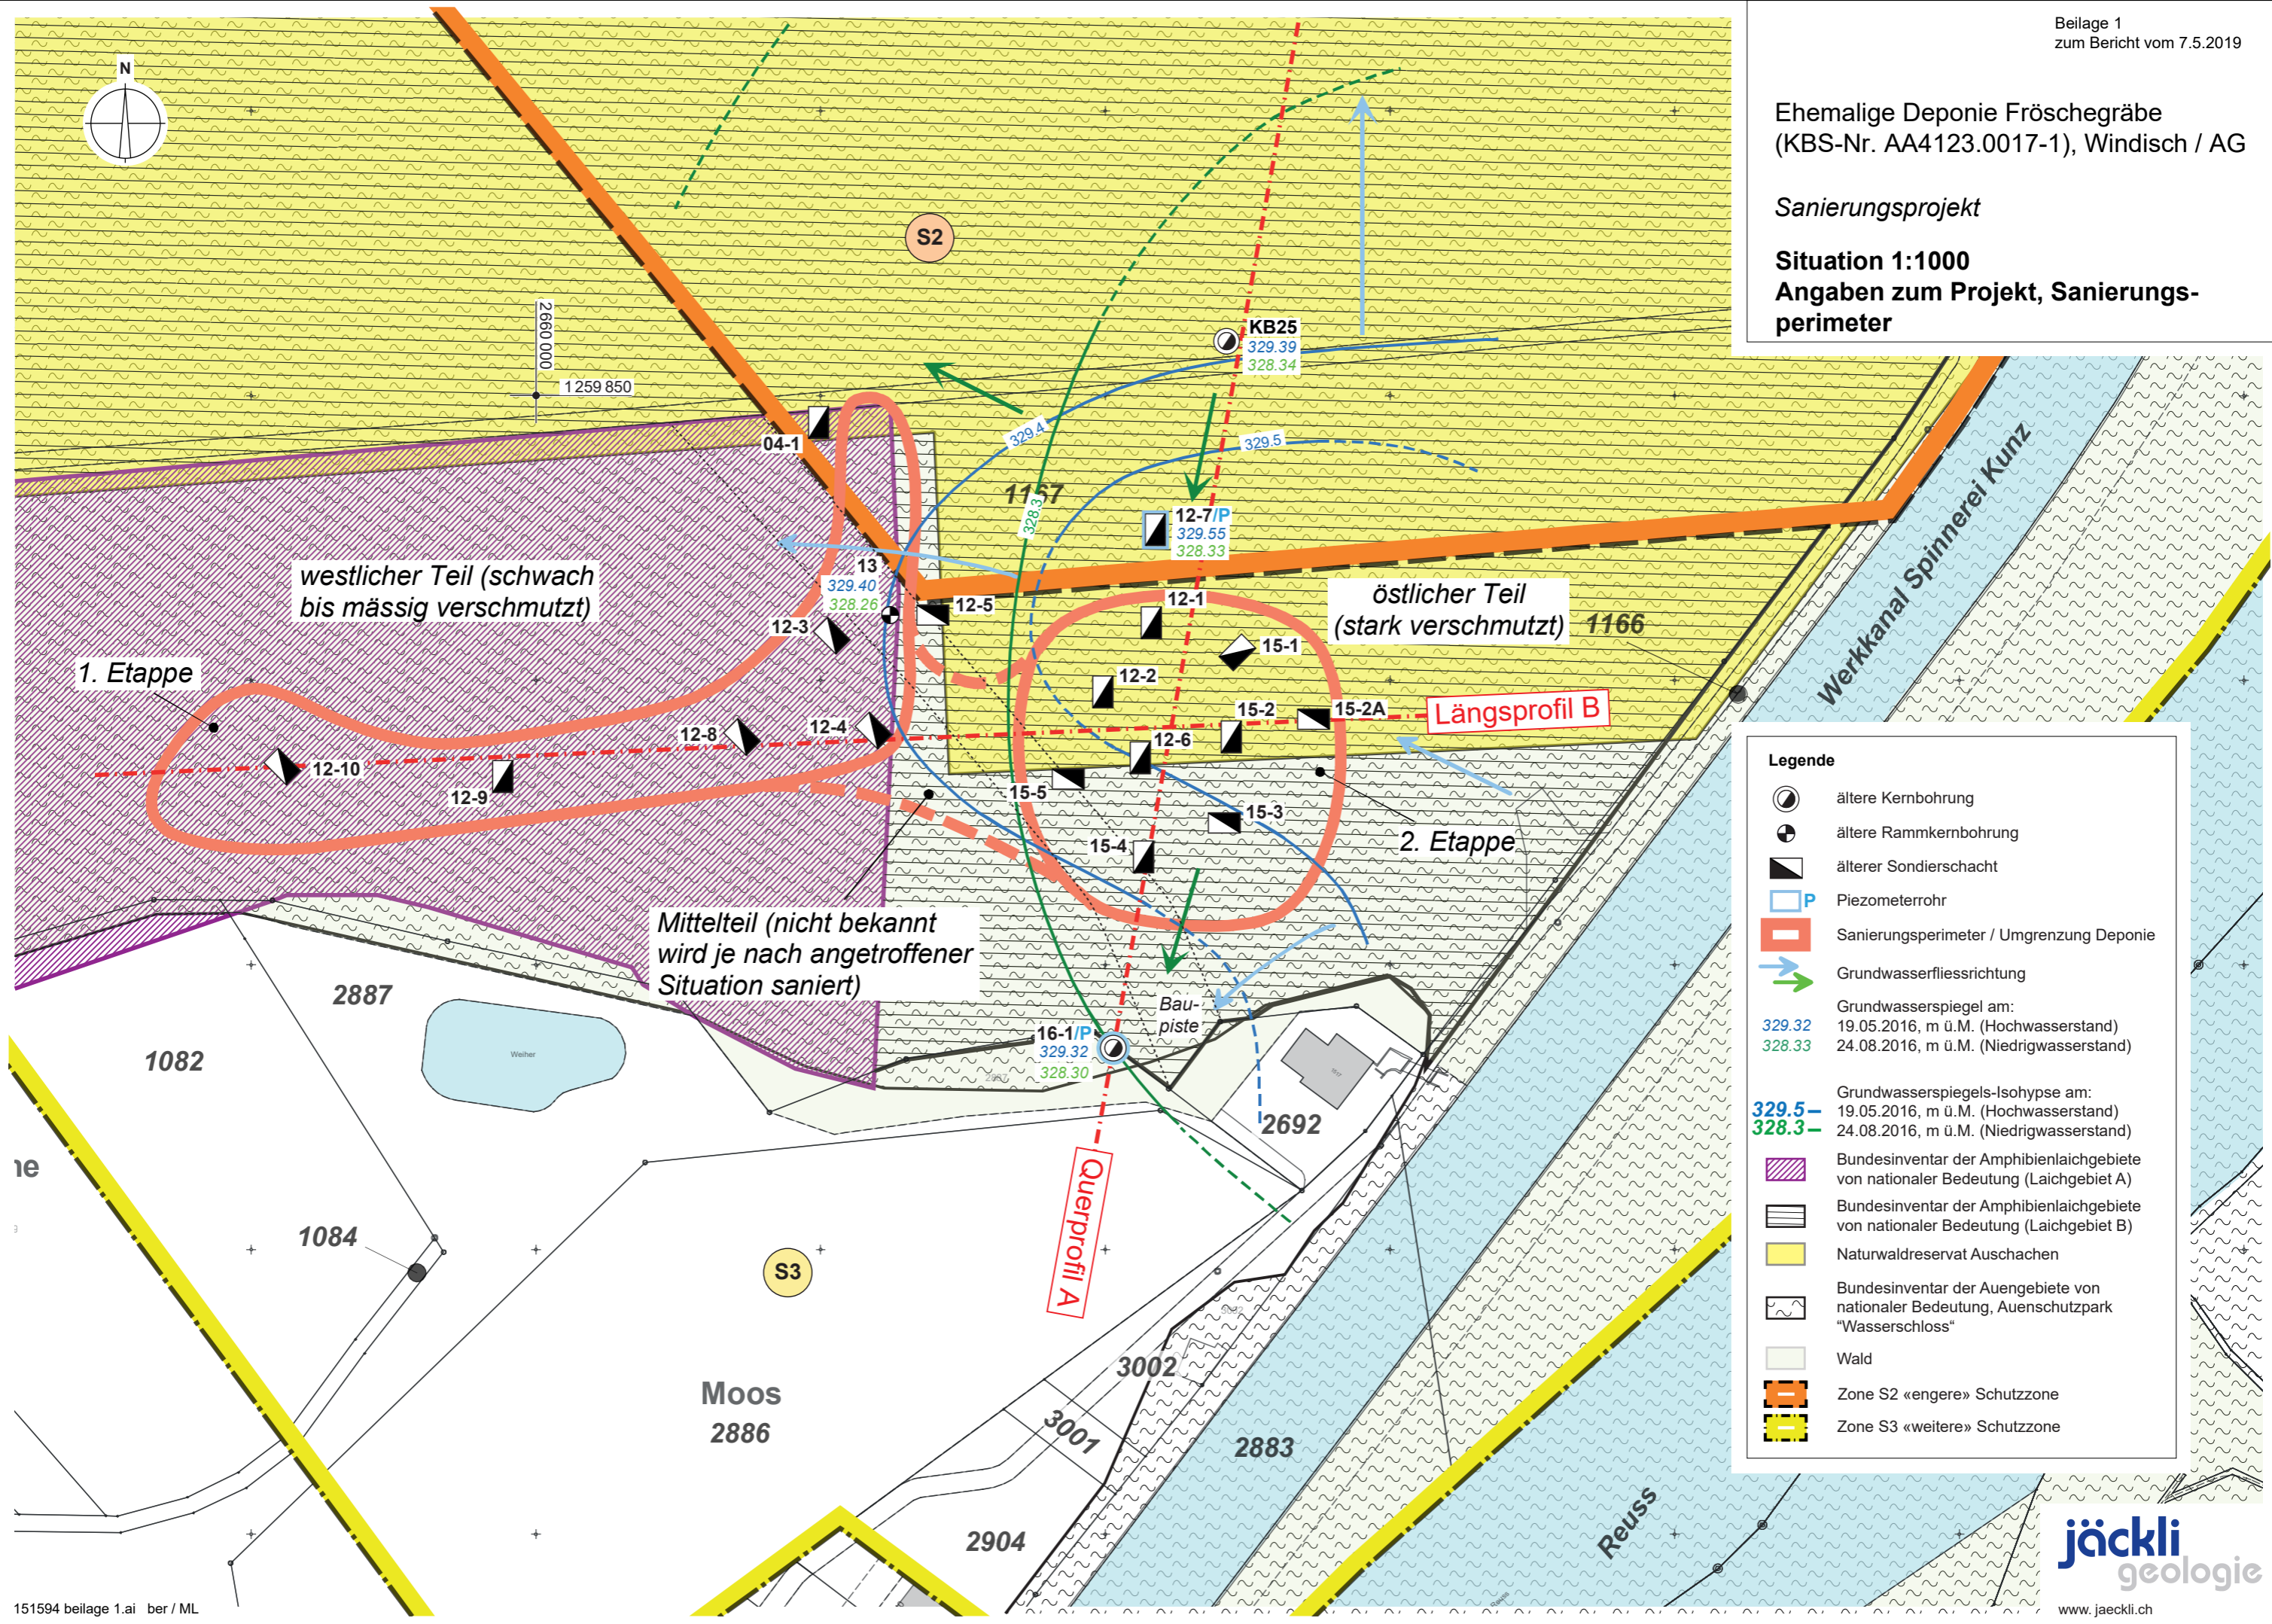 Beilage 1
zum Bericht vom 7.5.2019
Ehemalige Deponie Fröschegräbe
(KBS-Nr. AA4123.0017-1), Windisch / AG
Sanierungsprojekt
Situation 1:1000
Angaben zum Projekt, Sanierungs-
perimeter
N
S2
2660 000
1 259 850
KB25
329.39
328.34
04-1
329.4
329.5
328.3
1167
12-7/P
329.55
328.33
westlicher Teil (schwach
bis mässig verschmutzt)
13
329.40
328.26
12-5
12-3
12-1
östlicher Teil
(stark verschmutzt)
1166
15-1
Werkkanal Spinnerei Kunz
1. Etappe
12-2
12-8
12-4
15-2
15-2A
Längsprofil B
12-6
12-10
12-9
15-5
15-3
15-4
2. Etappe
Mittelteil (nicht bekannt
wird je nach angetroffener
Situation saniert)
2887
Bau-
piste
16-1/P
329.32
328.30
2887
1082
Weiher
1517
2692
Querprofil A
1084
S3
3002
3002
Moos
2886
3001
2883
2904
Reuss
Reuss
Legende
ältere Kernbohrung
ältere Rammkernbohrung
älterer Sondierschacht
P Piezometerrohr
Sanierungsperimeter / Umgrenzung Deponie
Grundwasserfliessrichtung
Grundwasserspiegel am:
329.32 19.05.2016, m ü.M. (Hochwasserstand)
328.33 24.08.2016, m ü.M. (Niedrigwasserstand)
Grundwasserspiegels-Isohypse am:
329.5 19.05.2016, m ü.M. (Hochwasserstand)
328.3 24.08.2016, m ü.M. (Niedrigwasserstand)
Bundesinventar der Amphibienlaichgebiete
von nationaler Bedeutung (Laichgebiet A)
Bundesinventar der Amphibienlaichgebiete
von nationaler Bedeutung (Laichgebiet B)
Naturwaldreservat Auschachen
Bundesinventar der Auengebiete von
nationaler Bedeutung, Auenschutzpark
"Wasserschloss"
Wald
Zone S2 «engere» Schutzzone
Zone S3 «weitere» Schutzzone
jäckli
geologie
www. jaeckli.ch
151594 beilage 1.ai ber / ML